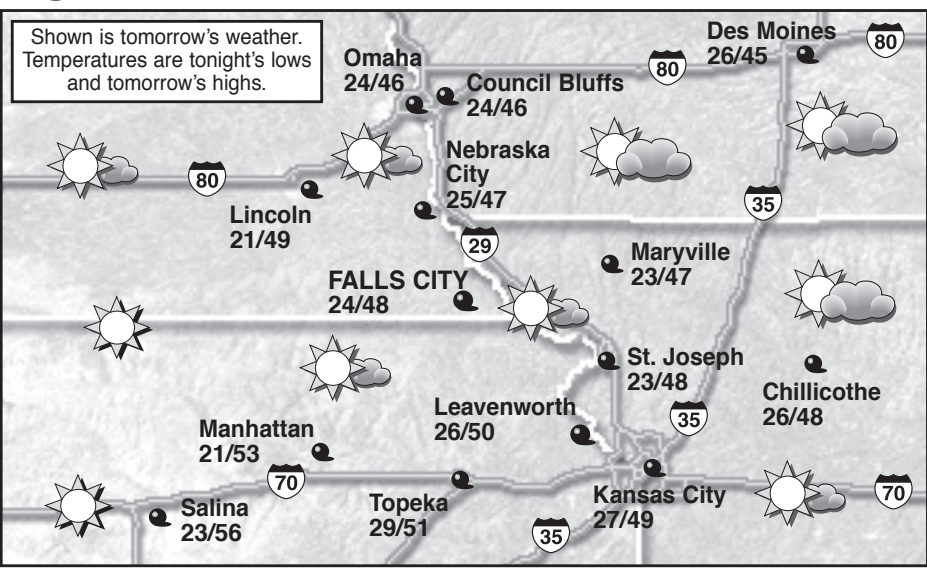 Shown is tomorrow's weather.
Temperatures are tonight's lows
and tomorrow's highs.
Des Moines
26/45
80
Omaha
24/46
80
Council Bluffs
24/46
Nebraska
City
25/47
80
Lincoln
21/49
35
29
Maryville
23/47
FALLS CITY
24/48
St. Joseph
23/48
Chillicothe
26/48
Leavenworth
26/50
35
Manhattan
21/53
70
Salina
23/56
Topeka
29/51
Kansas City
27/49
70
35